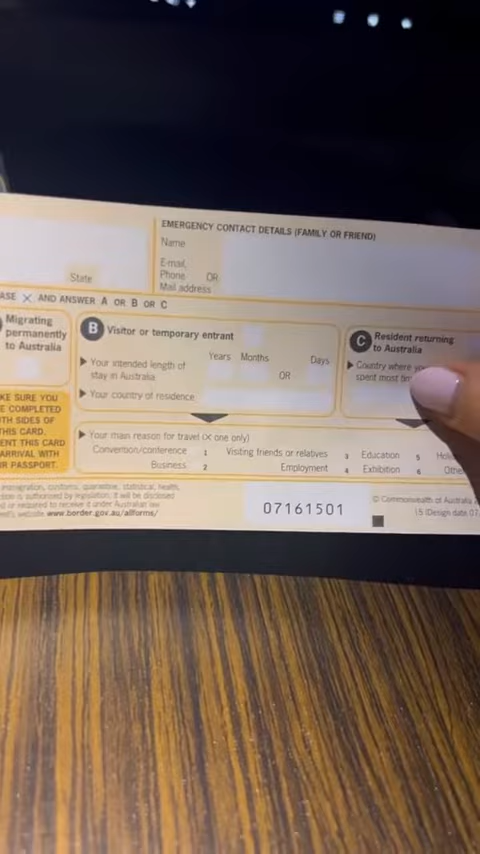 EMERGENCY CONTACT DETAILS (FAMILY OR FRIEND)
Name
E-mail,
Phone OR
Mail address
State
ASE X AND ANSWER A OR B OR C
Migrating
permanently
to Australia
B Visitor or temporary entrant
Years Months Days
Your intended length of
stay in Australia
OR
Your country of residence
C Resident returning
to Australia
Country where you
spent most
KE SURE YOU
E COMPLETED
TH SIDES OF
THIS CARD.
ENT THIS CARD
ARRIVAL WITH
R PASSPORT.
Your main reason for travel (X one only)
Convention/conference 1 Visiting friends or relatives 3 Education 5
Business 2 Employment 4 Exhibition 6 Othe
immigration, customs, quarantine, statistical, health,
ion is authorised by legislation. It will be disclosed
d or required to receive it under Australian law
website www.border.gov.au/allforms/
07161501
© Commonwealth of Australia
15 (Design date 07